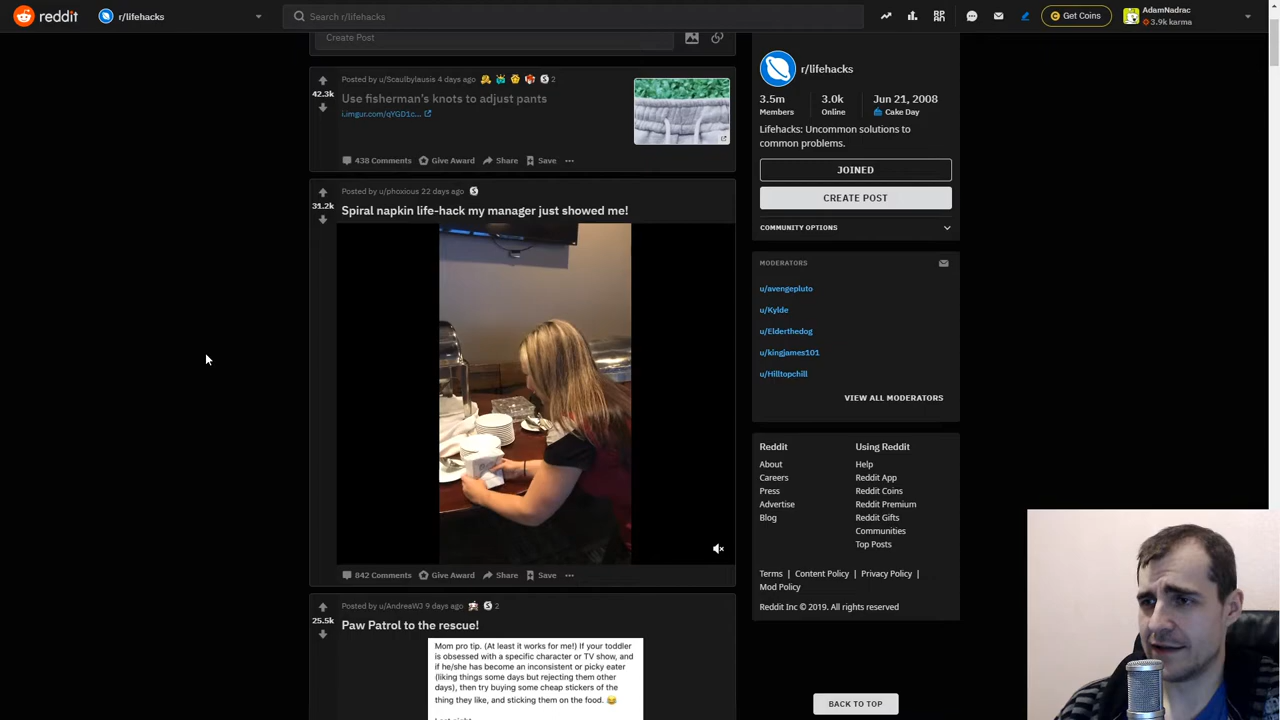 reddit
r/lifehacks
Search r/lifehacks
Get Coins
AdamNadrac
3.9k karma
Create Post
42.3k
Posted by u/Scaulbylausis 4 days ago
2
Use fisherman's knots to adjust pants
i.imgur.com/qYGD1c...
438 Comments
Give Award
Share
Save
31.2k
Posted by u/phoxious 22 days ago
Spiral napkin life-hack my manager just showed me!
842 Comments
Give Award
Share
Save
25.5k
Posted by u/AndreaWJ 9 days ago
2
Paw Patrol to the rescue!
Mom pro tip. (At least it works for me!) If your toddler
is obsessed with a specific character or TV show, and
if he/she has become an inconsistent or picky eater
(liking things some days but rejecting them other
days), then try buying some cheap stickers of the
thing they like, and sticking them on the food. 😂
r/lifehacks
3.5m
Members
3.0k
Online
Jun 21, 2008
Cake Day
Lifehacks: Uncommon solutions to
common problems.
JOINED
CREATE POST
COMMUNITY OPTIONS
MODERATORS
u/avengepluto
u/Kylde
u/Elderthedog
u/kingjames101
u/Hilltopchill
VIEW ALL MODERATORS
Reddit
About
Careers
Press
Advertise
Blog
Using Reddit
Help
Reddit App
Reddit Coins
Reddit Premium
Reddit Gifts
Communities
Top Posts
Terms | Content Policy | Privacy Policy |
Mod Policy
Reddit Inc © 2019. All rights reserved
BACK TO TOP